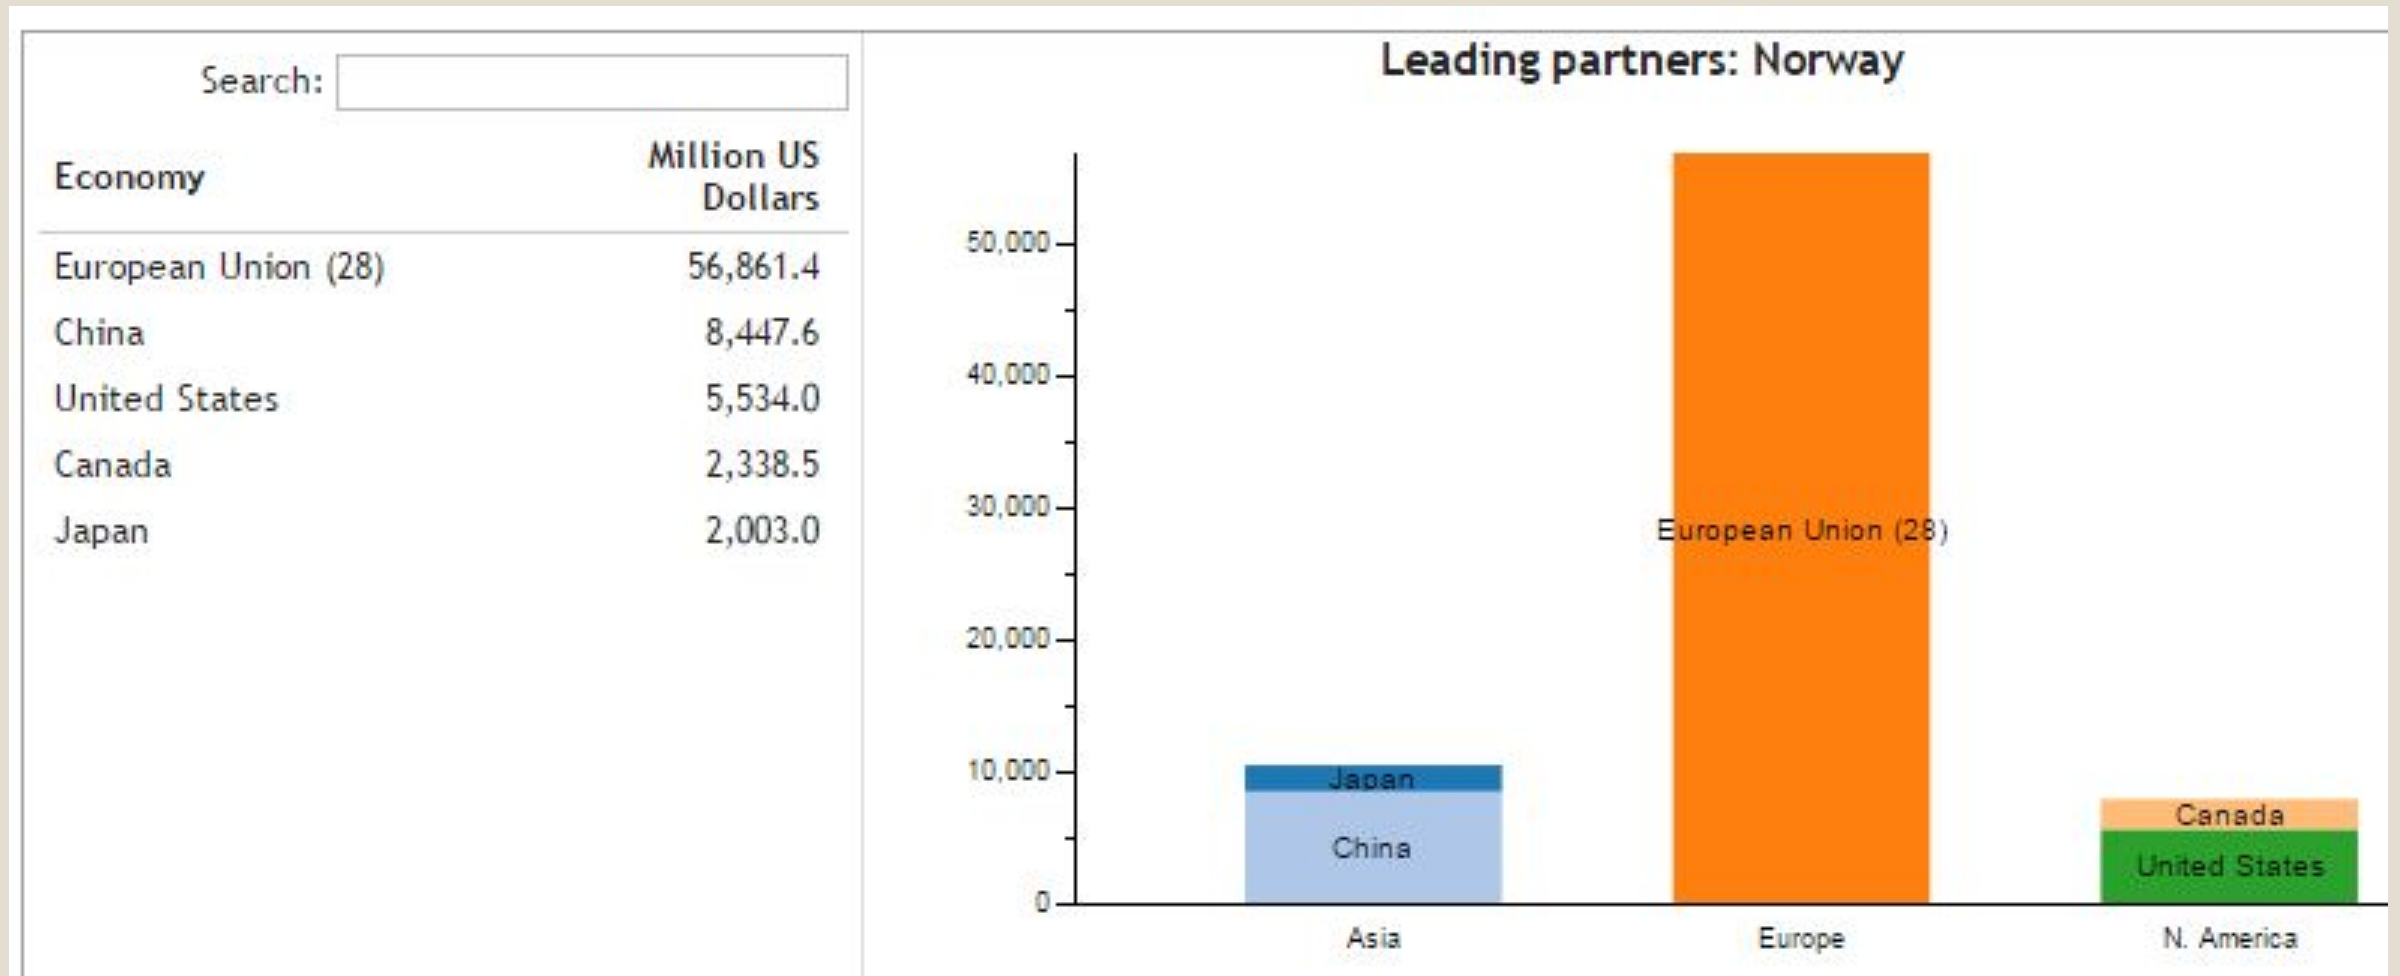 Search:
Economy Million US Dollars
European Union (28) 56,861.4
China 8,447.6
United States 5,534.0
Canada 2,338.5
Japan 2,003.0
Leading partners: Norway
50,000
40,000
30,000
20,000
10,000
0
Japan
China
European Union (28)
Canada
United States
Asia Europe N. America